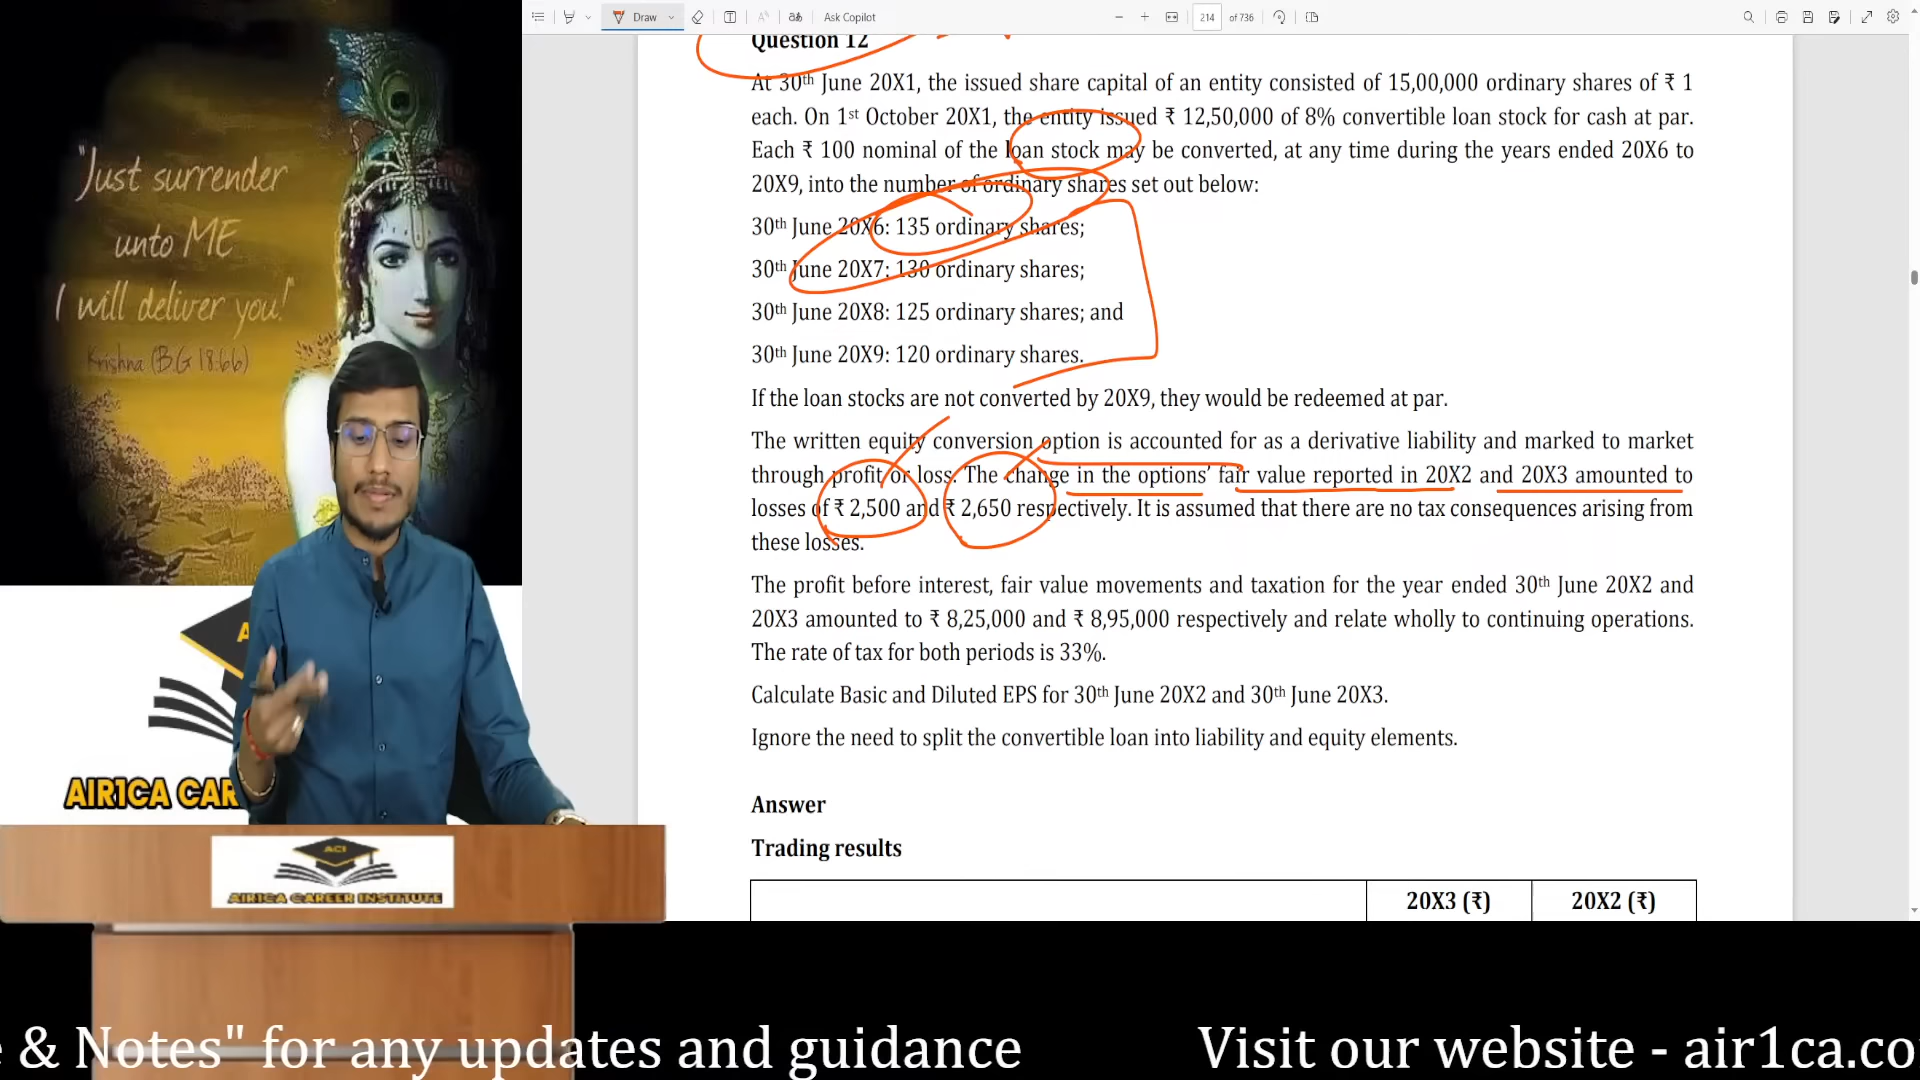 Draw
Ask Copilot
214 of 736
Question 12
At 30th June 20X1, the issued share capital of an entity consisted of 15,00,000 ordinary shares of ₹ 1
each. On 1st October 20X1, the entity issued ₹ 12,50,000 of 8% convertible loan stock for cash at par.
Each ₹ 100 nominal of the loan stock may be converted, at any time during the years ended 20X6 to
20X9, into the number of ordinary shares set out below:
30th June 20X6: 135 ordinary shares;
30th June 20X7: 130 ordinary shares;
30th June 20X8: 125 ordinary shares; and
30th June 20X9: 120 ordinary shares.
If the loan stocks are not converted by 20X9, they would be redeemed at par.
The written equity conversion option is accounted for as a derivative liability and marked to market
through profit or loss. The change in the options' fair value reported in 20X2 and 20X3 amounted to
losses of ₹ 2,500 and ₹ 2,650 respectively. It is assumed that there are no tax consequences arising from
these losses.
The profit before interest, fair value movements and taxation for the year ended 30th June 20X2 and
20X3 amounted to ₹ 8,25,000 and ₹ 8,95,000 respectively and relate wholly to continuing operations.
The rate of tax for both periods is 33%.
Calculate Basic and Diluted EPS for 30th June 20X2 and 30th June 20X3.
Ignore the need to split the convertible loan into liability and equity elements.
Answer
Trading results
20X3 (₹) 20X2 (₹)
"Just surrender
unto ME
I will deliver you!"
Krishna (B.G 18.66)
AIR1CA CAR
ACI
AIR1CA CAREER INSTITUTE
& Notes" for any updates and guidance Visit our website - air1ca.co